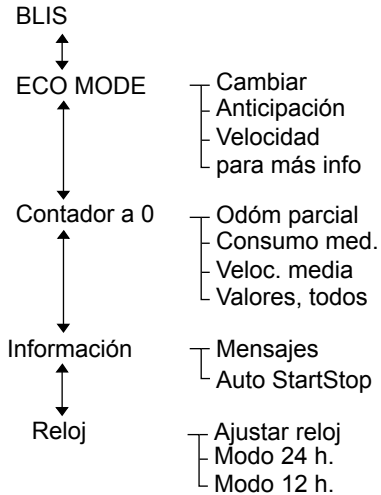 BLIS
ECO MODE
Cambiar
Anticipación
Velocidad
para más info
Contador a 0
Odóm parcial
Consumo med.
Veloc. media
Valores, todos
Información
Mensajes
Auto StartStop
Reloj
Ajustar reloj
Modo 24 h.
Modo 12 h.